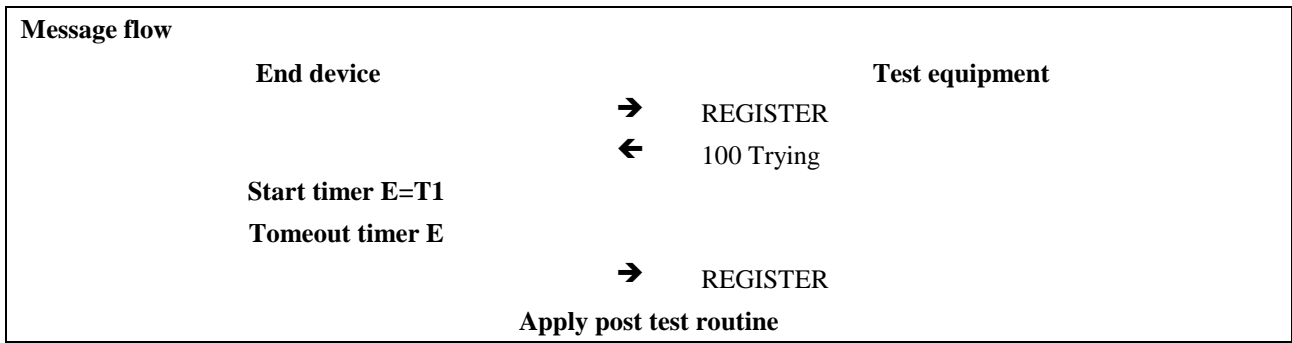 Message flow
End device Test equipment
➔ REGISTER
🡰 100 Trying
Start timer E=T1
Tomeout timer E
➔ REGISTER
Apply post test routine